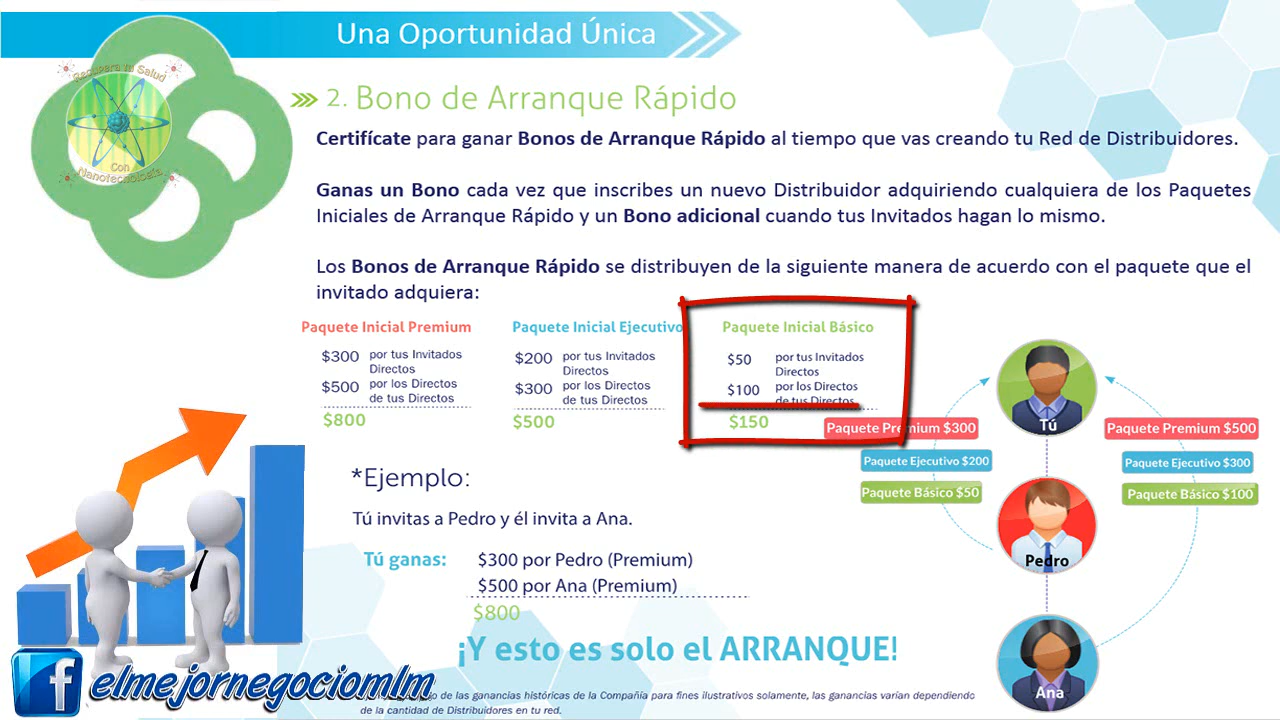 Una Oportunidad Única
Recupera tu Salud
Con
Nanotecnología
2. Bono de Arranque Rápido
Certifícate para ganar Bonos de Arranque Rápido al tiempo que vas creando tu Red de Distribuidores.
Ganas un Bono cada vez que inscribes un nuevo Distribuidor adquiriendo cualquiera de los Paquetes
Iniciales de Arranque Rápido y un Bono adicional cuando tus Invitados hagan lo mismo.
Los Bonos de Arranque Rápido se distribuyen de la siguiente manera de acuerdo con el paquete que el
invitado adquiera:
Paquete Inicial Premium
$300 por tus Invitados
Directos
$500 por los Directos
de tus Directos
$800
Paquete Inicial Ejecutivo
$200 por tus Invitados
Directos
$300 por los Directos
de tus Directos
$500
Paquete Inicial Básico
$50 por tus Invitados
Directos
$100 por los Directos
de tus Directos
$150
Tú
Paquete Premium $300
Paquete Ejecutivo $200
Paquete Básico $50
Paquete Premium $500
Paquete Ejecutivo $300
Paquete Básico $100
Pedro
Ana
*Ejemplo:
Tú invitas a Pedro y él invita a Ana.
Tú ganas: $300 por Pedro (Premium)
$500 por Ana (Premium)
$800
¡Y esto es solo el ARRANQUE!
f elmejornegociomlm
de las ganancias históricas de la Compañía para fines ilustrativos solamente, las ganancias varían dependiendo
de la cantidad de Distribuidores en tu red.